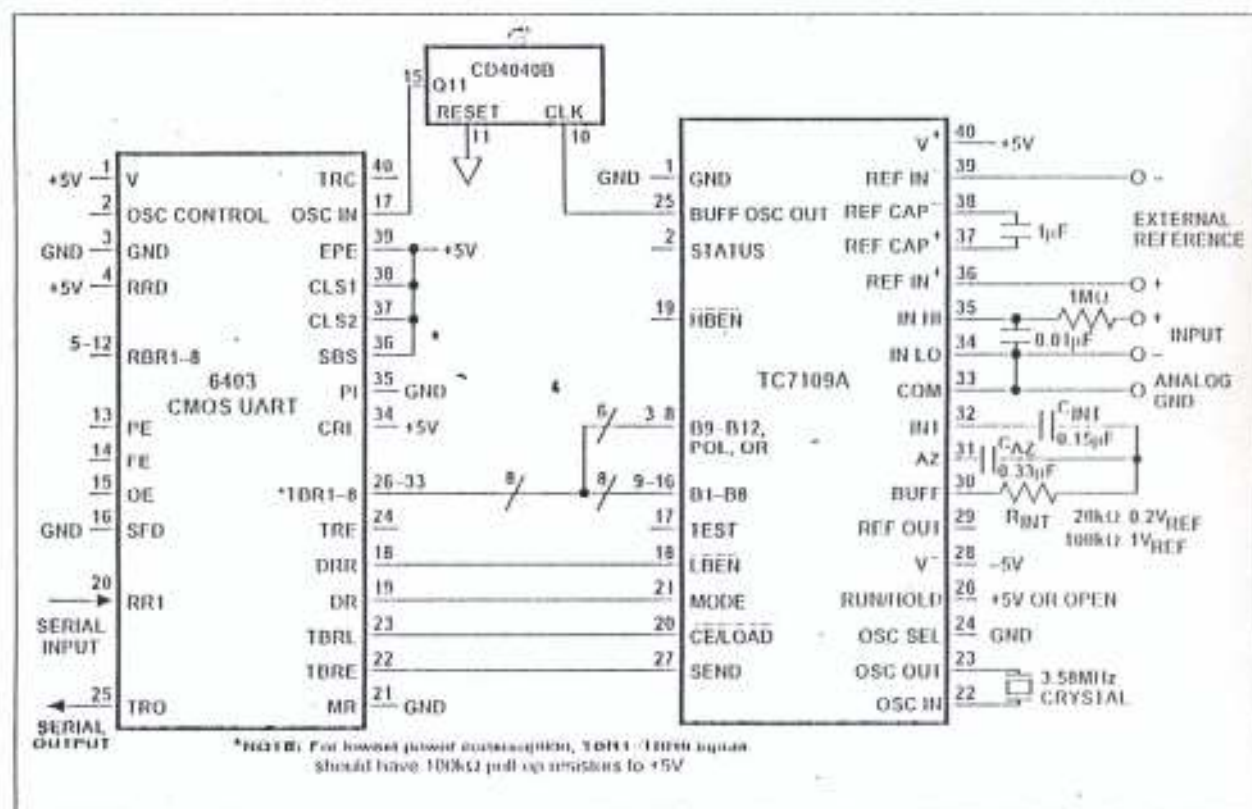 CD4040B
15
Q11
RESET
CLK
11
10
6403
CMOS UART
+5V 1 V
2 OSC CONTROL
GND 3 GND
+5V 4 RRD
5-12 RBR1-8
13 PE
14 FE
15 OE
GND 16 SFD
20 RR1
SERIAL
INPUT
25 TRO
SERIAL
OUTPUT
TRC 40
OSC IN 17
EPE 39 +5V
CLS1 38
CLS2 37
SBS 36
PI 35 GND
CRI 34 +5V
*TBR1-8 26-33
8
8
6
TRE 24
DRR 18
DR 19
TBRL 23
TBRE 22
MR 21 GND
TC7109A
GND 1 GND
25 BUFF OSC OUT
2 STATUS
19 HBEN
3 8 B9-B12,
POL, OR
9-16 B1-B8
17 TEST
18 LBEN
21 MODE
20 CE/LOAD
27 SEND
V+ 40 +5V
REF IN- 39 -
REF CAP- 38
1µF
REF CAP+ 37
EXTERNAL
REFERENCE
REF IN+ 36 +
IN HI 35 1MΩ +
0.01µF
INPUT
IN LO 34 -
COM 33 ANALOG
GND
INT 32 CINT
0.15µF
AZ 31 CAZ
0.33µF
BUFF 30 RINT
20kΩ 0.2VREF
100kΩ 1VREF
REF OUT 29
V- 28 -5V
RUN/HOLD 26 +5V OR OPEN
OSC SEL 24 GND
OSC OUT 23
OSC IN 22
3.58MHz
CRYSTAL
*NOTE: For lowest power consumption,
should have 100kΩ pull up resistors to +5V